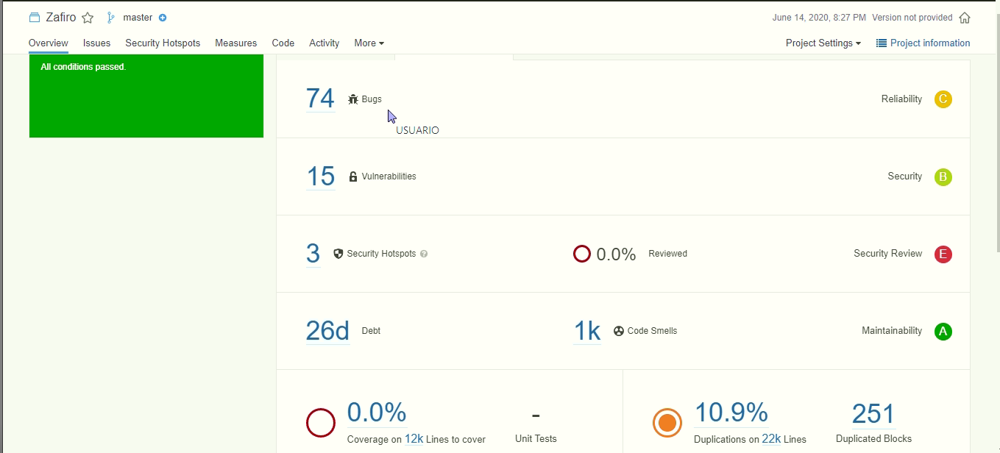 Zafiro master June 14, 2020, 8:27 PM Version not provided
Overview Issues Security Hotspots Measures Code Activity More Project Settings Project information
All conditions passed.
74 Bugs Reliability C
USUARIO
15 Vulnerabilities Security B
3 Security Hotspots ? 0.0% Reviewed Security Review E
26d Debt 1k Code Smells Maintainability A
0.0% - 10.9% 251
Coverage on 12k Lines to cover Unit Tests Duplications on 22k Lines Duplicated Blocks